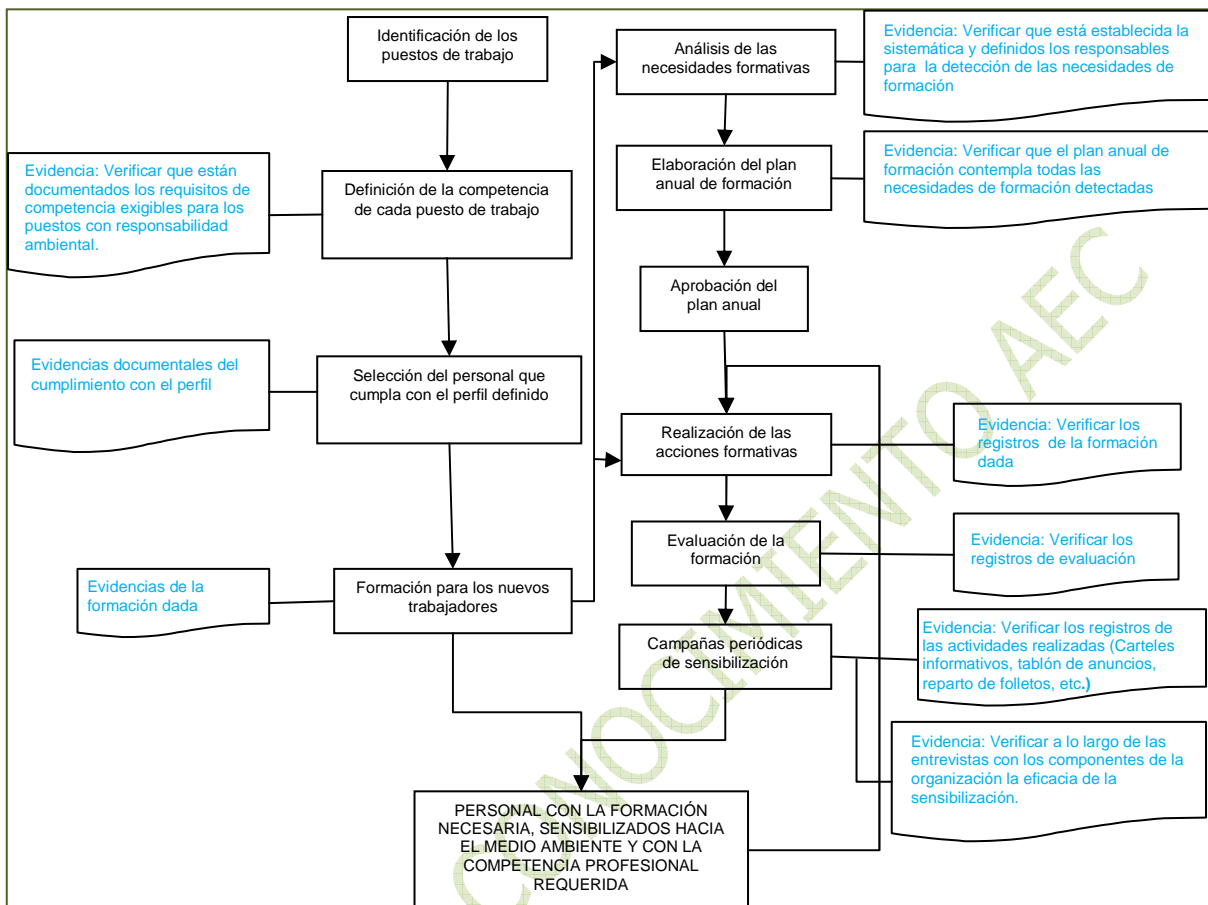 Identificación de los
puestos de trabajo
Evidencia: Verificar que están
documentados los requisitos de
competencia exigibles para los
puestos con responsabilidad
ambiental.
Definición de la competencia
de cada puesto de trabajo
Evidencias documentales del
cumplimiento con el perfil
Selección del personal que
cumpla con el perfil definido
Evidencias de la
formación dada
Formación para los nuevos
trabajadores
Análisis de las
necesidades formativas
Evidencia: Verificar que está establecida la
sistemática y definidos los responsables
para la detección de las necesidades de
formación
Elaboración del plan
anual de formación
Evidencia: Verificar que el plan anual de
formación contempla todas las
necesidades de formación detectadas
Aprobación del
plan anual
Realización de las
acciones formativas
Evidencia: Verificar los
registros de la formación
dada
Evaluación de la
formación
Evidencia: Verificar los
registros de evaluación
Campañas periódicas
de sensibilización
Evidencia: Verificar los registros de
las actividades realizadas (Carteles
informativos, tablón de anuncios,
reparto de folletos, etc.)
Evidencia: Verificar a lo largo de las
entrevistas con los componentes de la
organización la eficacia de la
sensibilización.
PERSONAL CON LA FORMACIÓN
NECESARIA, SENSIBILIZADOS HACIA
EL MEDIO AMBIENTE Y CON LA
COMPETENCIA PROFESIONAL
REQUERIDA
CONOCIMIENTO AEC